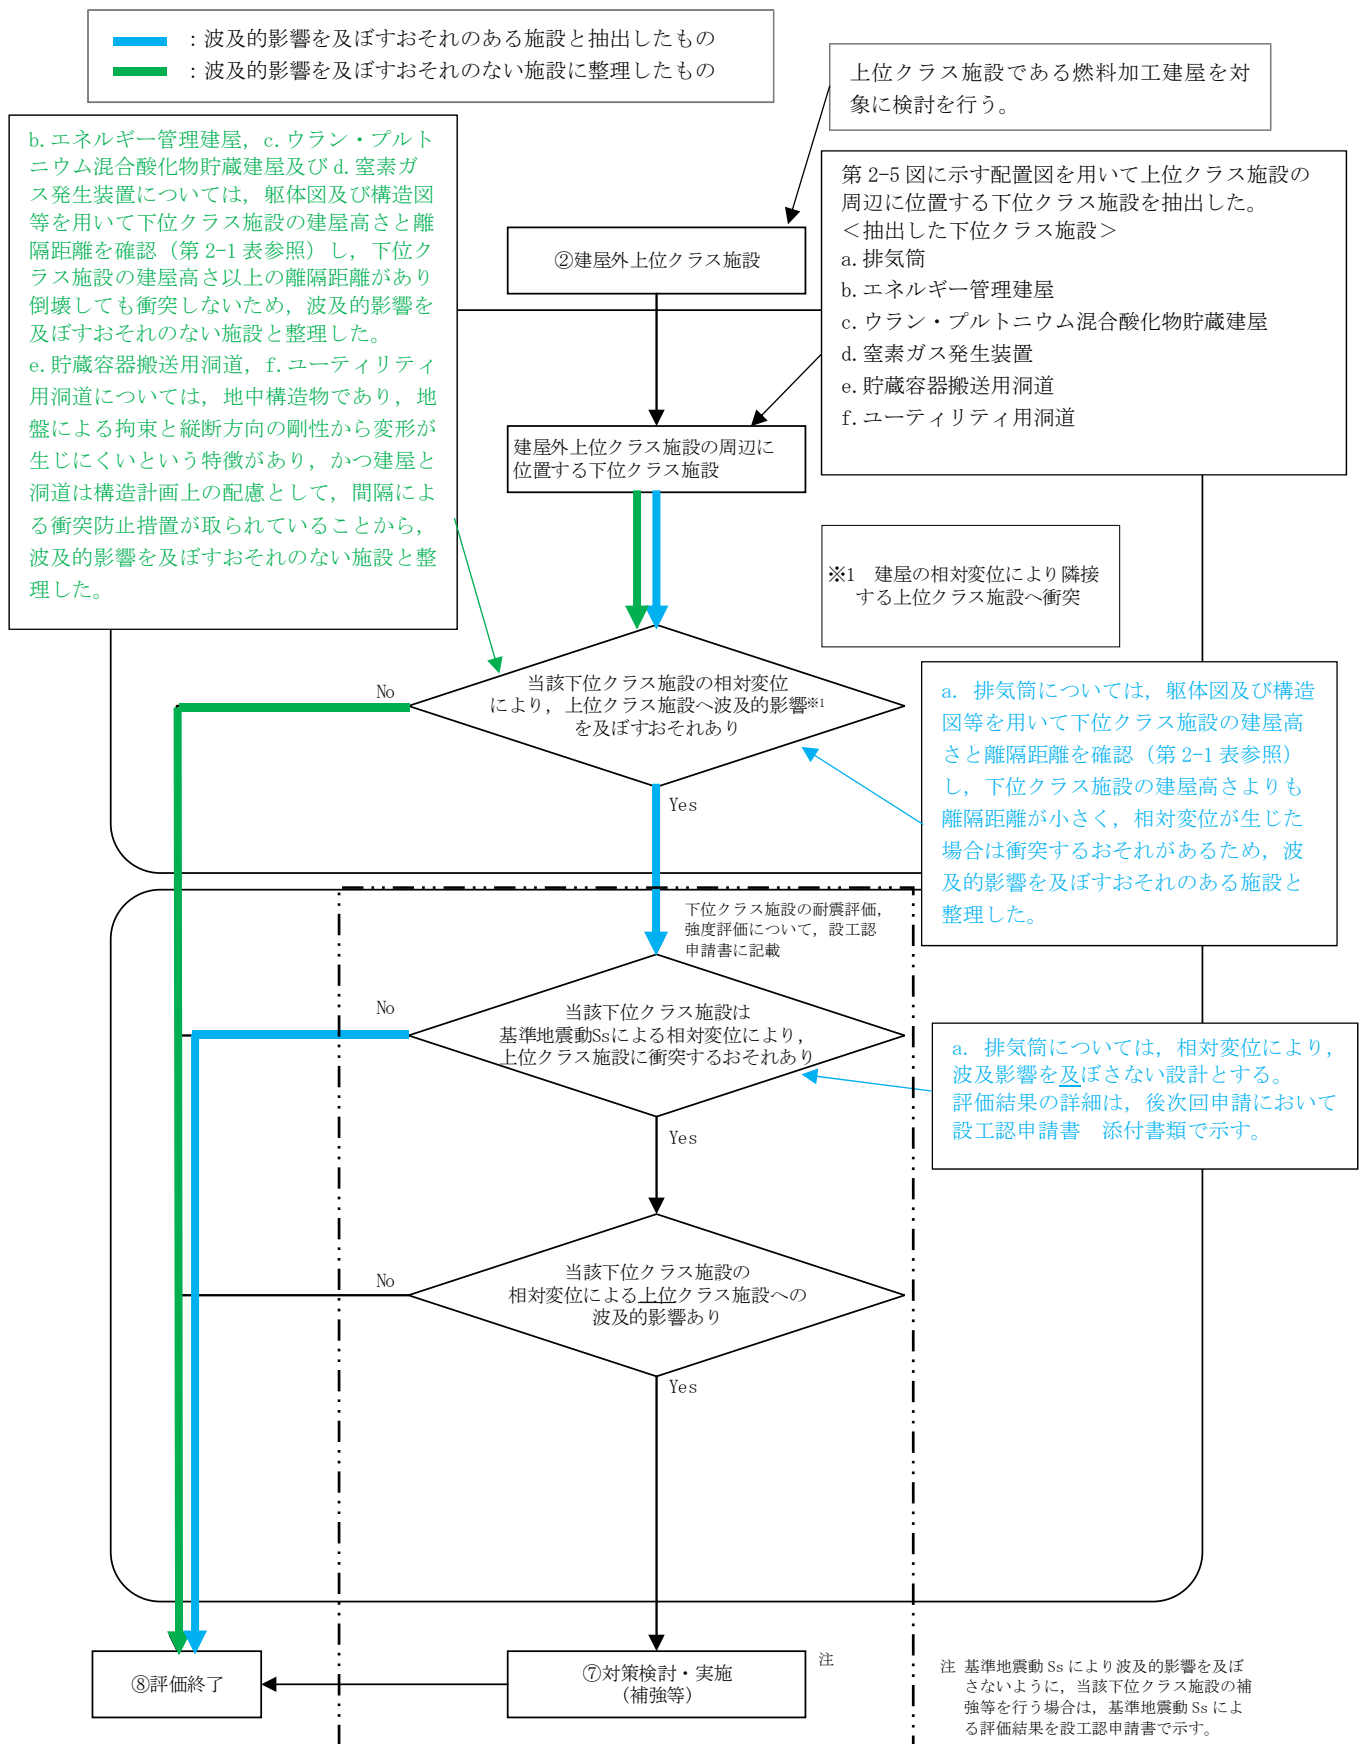 ：波及的影響を及ぼすおそれのある施設と抽出したもの
：波及的影響を及ぼすおそれのない施設に整理したもの
上位クラス施設である燃料加工建屋を対
象に検討を行う。
b.エネルギー管理建屋，c.ウラン・プルト
ニウム混合酸化物貯蔵建屋及び d.窒素ガ
ス発生装置については，躯体図及び構造図
等を用いて下位クラス施設の建屋高さと離
隔距離を確認（第 2-1 表参照）し，下位ク
ラス施設の建屋高さ以上の離隔距離があり
倒壊しても衝突しないため，波及的影響を
及ぼすおそれのない施設と整理した。
e.貯蔵容器搬送用洞道，f.ユーティリティ
用洞道については，地中構造物であり，地
盤による拘束と縦断方向の剛性から変形が
生じにくいという特徴があり，かつ建屋と
洞道は構造計画上の配慮として，間隔によ
る衝突防止措置が取られていることから，
波及的影響を及ぼすおそれのない施設と整
理した。
第 2-5 図に示す配置図を用いて上位クラス施設の
周辺に位置する下位クラス施設を抽出した。
＜抽出した下位クラス施設＞
a.排気筒
b.エネルギー管理建屋
c.ウラン・プルトニウム混合酸化物貯蔵建屋
d.窒素ガス発生装置
e.貯蔵容器搬送用洞道
f.ユーティリティ用洞道
②建屋外上位クラス施設
建屋外上位クラス施設の周辺に
位置する下位クラス施設
※1　建屋の相対変位により隣接
する上位クラス施設へ衝突
当該下位クラス施設の相対変位
により，上位クラス施設へ波及的影響※1
を及ぼすおそれあり
No
Yes
a. 排気筒については，躯体図及び構造
図等を用いて下位クラス施設の建屋高
さと離隔距離を確認（第 2-1 表参照）
し，下位クラス施設の建屋高さよりも
離隔距離が小さく，相対変位が生じた
場合は衝突するおそれがあるため，波
及的影響を及ぼすおそれのある施設と
整理した。
下位クラス施設の耐震評価，
強度評価について，設工認
申請書に記載
当該下位クラス施設は
基準地震動Ssによる相対変位により，
上位クラス施設に衝突するおそれあり
No
Yes
a. 排気筒については，相対変位により，
波及影響を及ぼさない設計とする。
評価結果の詳細は，後次回申請において
設工認申請書　添付書類で示す。
当該下位クラス施設の
相対変位による上位クラス施設への
波及的影響あり
No
Yes
⑧評価終了
⑦対策検討・実施
（補強等）
注
注 基準地震動 Ss により波及的影響を及ぼ
さないように，当該下位クラス施設の補
強等を行う場合は，基準地震動 Ss によ
る評価結果を設工認申請書で示す。